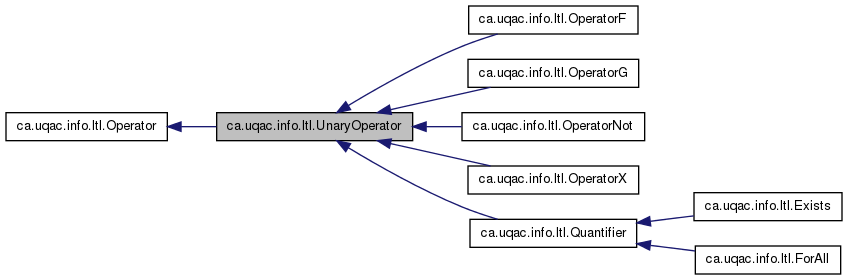 ca.uqac.info.ltl.OperatorF
ca.uqac.info.ltl.OperatorG
ca.uqac.info.ltl.Operator
ca.uqac.info.ltl.UnaryOperator
ca.uqac.info.ltl.OperatorNot
ca.uqac.info.ltl.OperatorX
ca.uqac.info.ltl.Exists
ca.uqac.info.ltl.Quantifier
ca.uqac.info.ltl.ForAll